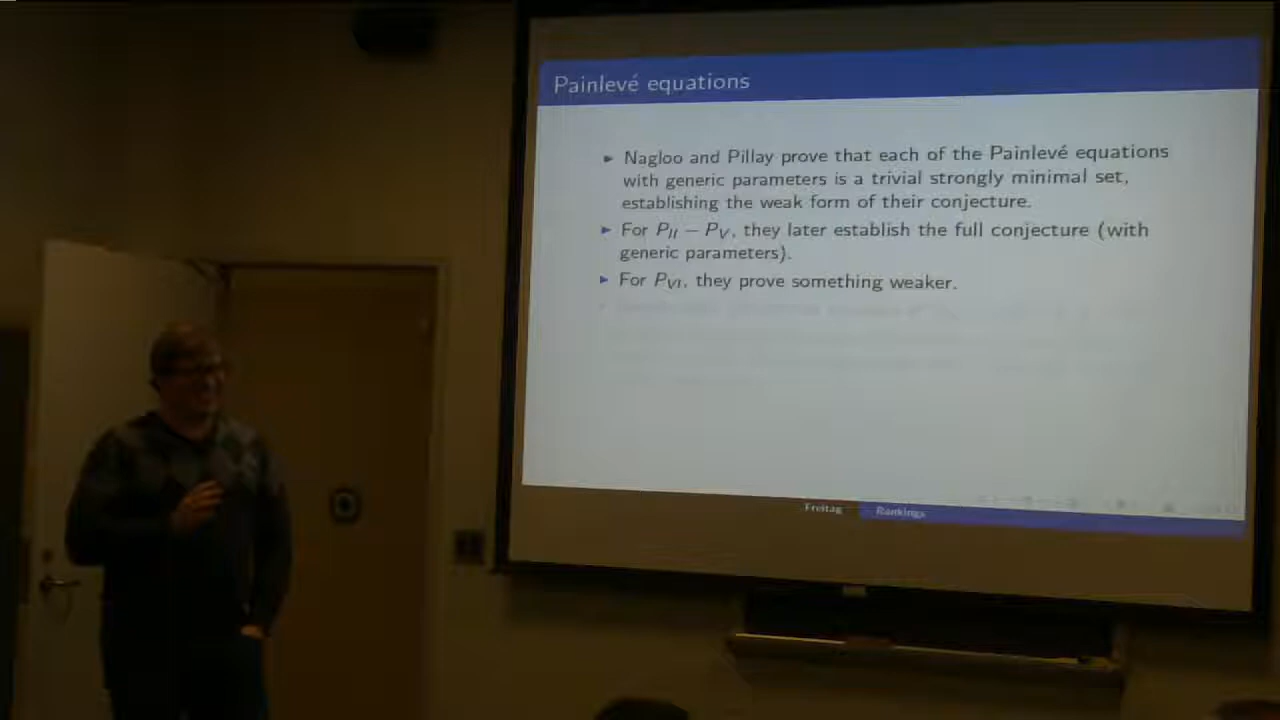 Painlevé equations
► Nagloo and Pillay prove that each of the Painlevé equations
with generic parameters is a trivial strongly minimal set,
establishing the weak form of their conjecture.
► For P_II − P_V, they later establish the full conjecture (with
generic parameters).
► For P_VI, they prove something weaker.
Freitag Rankings